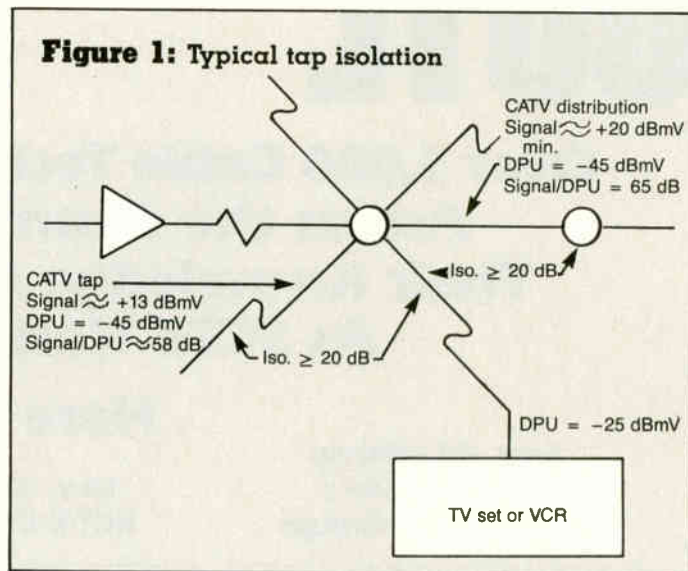 Figure 1: Typical tap isolation
CATV distribution
Signal ≈ +20 dBmV
min.
DPU = −45 dBmV
Signal/DPU = 65 dB
CATV tap
Signal ≈ +13 dBmV
DPU = −45 dBmV
Signal/DPU ≈ 58 dB
Iso. ≥ 20 dB
Iso. ≥ 20 dB
DPU = −25 dBmV
TV set or VCR